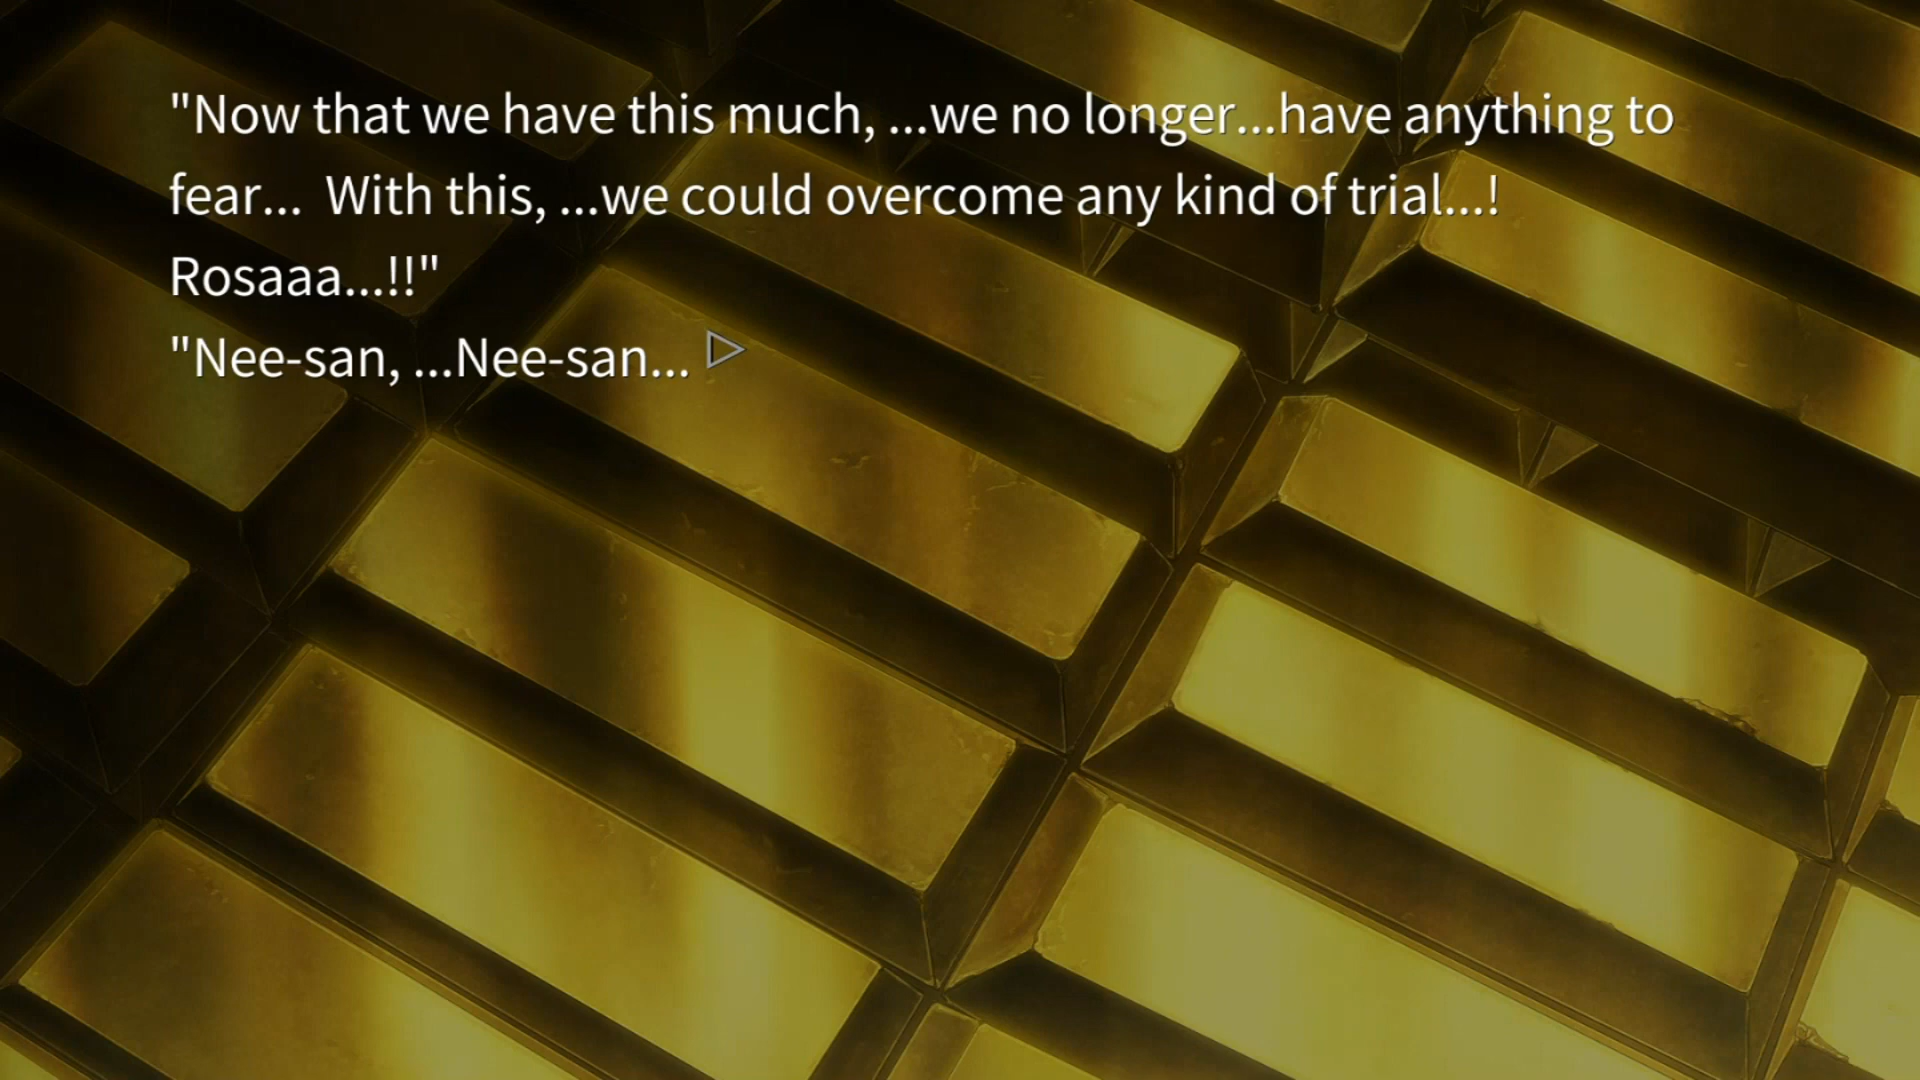 "Now that we have this much, ...we no longer...have anything to
fear...  With this, ...we could overcome any kind of trial...!
Rosaaa...!!"
"Nee-san, ...Nee-san...